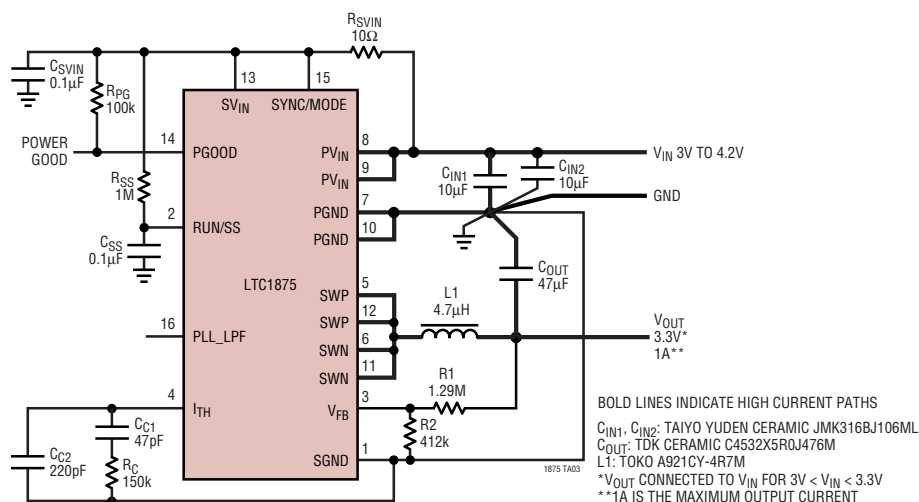 RSVIN
10Ω
CSVIN
0.1µF
RPG
100k
13
15
SVIN
SYNC/MODE
POWER
GOOD
14
PGOOD
8
PVIN
9
PVIN
VIN 3V TO 4.2V
CIN1
10µF
CIN2
10µF
RSS
1M
7
PGND
10
PGND
GND
2
RUN/SS
CSS
0.1µF
LTC1875
COUT
47µF
5
SWP
12
SWP
6
SWN
11
SWN
L1
4.7µH
VOUT
3.3V*
1A**
16
PLL_LPF
4
ITH
3
VFB
R1
1.29M
R2
412k
CC1
47pF
CC2
220pF
RC
150k
1
SGND
1875 TA03
BOLD LINES INDICATE HIGH CURRENT PATHS
CIN1, CIN2: TAIYO YUDEN CERAMIC JMK316BJ106ML
COUT: TDK CERAMIC C4532X5R0J476M
L1: TOKO A921CY-4R7M
*VOUT CONNECTED TO VIN FOR 3V < VIN < 3.3V
**1A IS THE MAXIMUM OUTPUT CURRENT